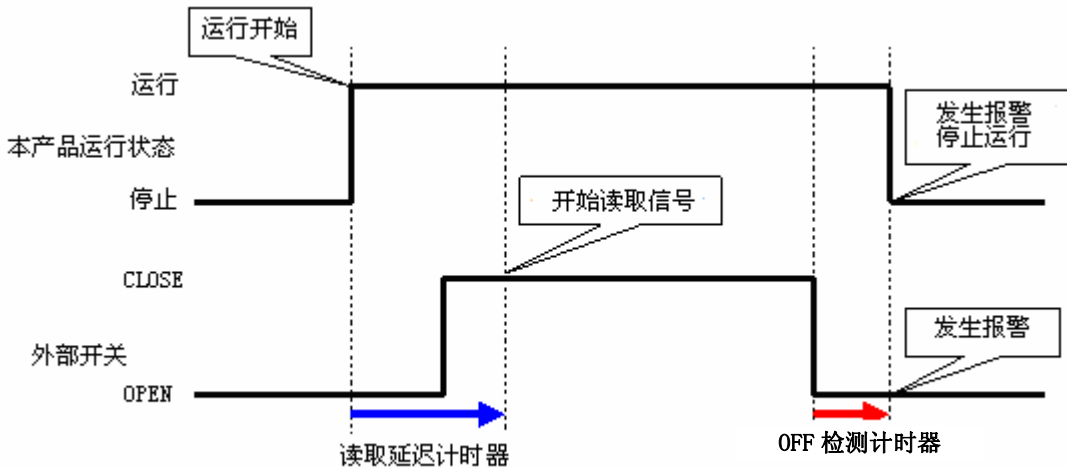 运行开始
运行
发生报警
停止运行
本产品运行状态
停止
开始读取信号
CLOSE
发生报警
外部开关
OPEN
读取延迟计时器
OFF 检测计时器